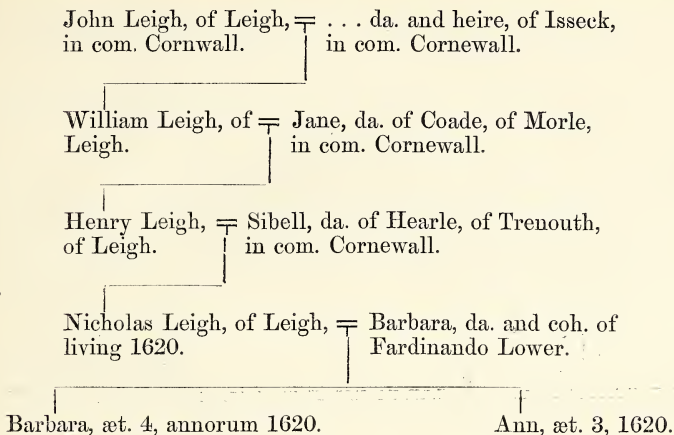 John Leigh, of Leigh, = . . . da. and heire, of Isseck,
in com. Cornwall. in com. Cornewall.
William Leigh, of = Jane, da. of Coade, of Morle,
Leigh. in com. Cornewall.
Henry Leigh, = Sibell, da. of Hearle, of Trenouth,
of Leigh. in com. Cornewall.
Nicholas Leigh, of Leigh, = Barbara, da. and coh. of
living 1620. Fardinando Lower.
Barbara, æt. 4, annorum 1620. Ann, æt. 3, 1620.